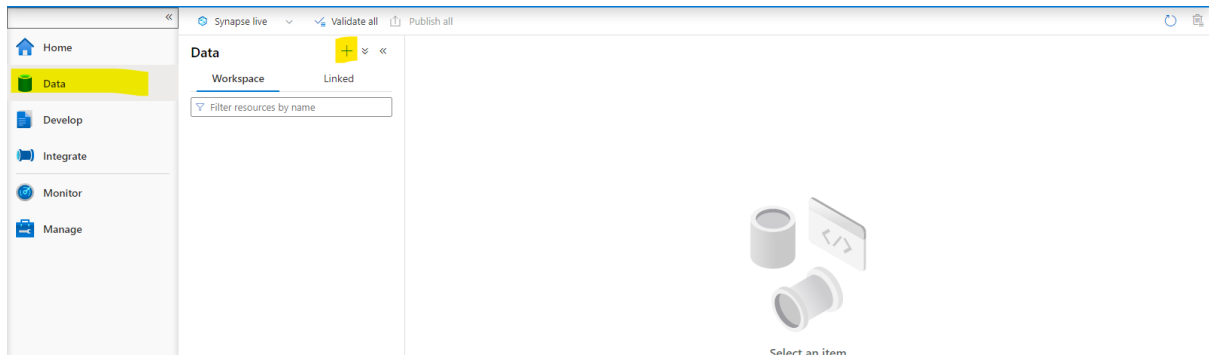 Synapse live
Validate all
Publish all
Home
Data
Develop
Integrate
Monitor
Manage
Data
Workspace
Linked
Filter resources by name
Select an item